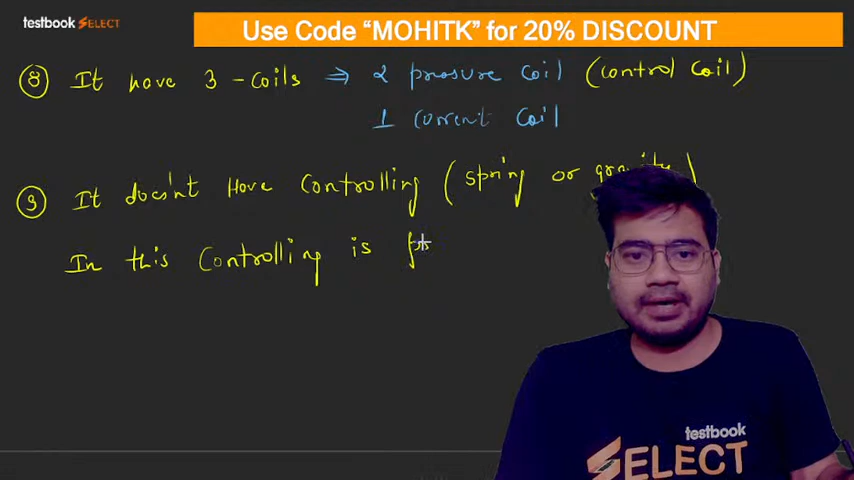 testbook SELECT
Use Code “MOHITK” for 20% DISCOUNT
8 It have 3-coils ⇒ 2 pressure coil (control coil)
1 current coil
9 It doesn't Have controlling (spring or gravity)
In this controlling is
testbook
SELECT